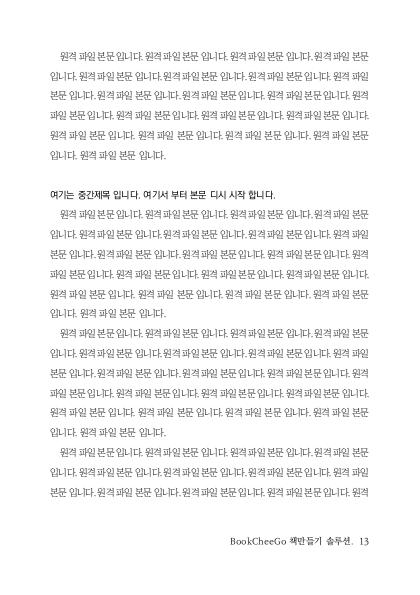 원격 파일 본문 입니다. 원격 파일 본문 입니다. 원격 파일 본문 입니다. 원격 파일 본문
입니다. 원격 파일 본문 입니다. 원격 파일 본문 입니다. 원격 파일 본문 입니다. 원격 파일
본문 입니다. 원격 파일 본문 입니다. 원격 파일 본문 입니다. 원격 파일 본문 입니다. 원격
파일 본문 입니다. 원격 파일 본문 입니다. 원격 파일 본문 입니다. 원격 파일 본문 입니다.
원격 파일 본문 입니다. 원격 파일 본문 입니다. 원격 파일 본문 입니다. 원격 파일 본문
입니다. 원격 파일 본문 입니다.
여기는 중간제목 입니다. 여기서 부터 본문 디시 시작 합니다.
원격 파일 본문 입니다. 원격 파일 본문 입니다. 원격 파일 본문 입니다. 원격 파일 본문
입니다. 원격 파일 본문 입니다. 원격 파일 본문 입니다. 원격 파일 본문 입니다. 원격 파일
본문 입니다. 원격 파일 본문 입니다. 원격 파일 본문 입니다. 원격 파일 본문 입니다. 원격
파일 본문 입니다. 원격 파일 본문 입니다. 원격 파일 본문 입니다. 원격 파일 본문 입니다.
원격 파일 본문 입니다. 원격 파일 본문 입니다. 원격 파일 본문 입니다. 원격 파일 본문
입니다. 원격 파일 본문 입니다.
원격 파일 본문 입니다. 원격 파일 본문 입니다. 원격 파일 본문 입니다. 원격 파일 본문
입니다. 원격 파일 본문 입니다. 원격 파일 본문 입니다. 원격 파일 본문 입니다. 원격 파일
본문 입니다. 원격 파일 본문 입니다. 원격 파일 본문 입니다. 원격 파일 본문 입니다. 원격
파일 본문 입니다. 원격 파일 본문 입니다. 원격 파일 본문 입니다. 원격 파일 본문 입니다.
원격 파일 본문 입니다. 원격 파일 본문 입니다. 원격 파일 본문 입니다. 원격 파일 본문
입니다. 원격 파일 본문 입니다.
원격 파일 본문 입니다. 원격 파일 본문 입니다. 원격 파일 본문 입니다. 원격 파일 본문
입니다. 원격 파일 본문 입니다. 원격 파일 본문 입니다. 원격 파일 본문 입니다. 원격 파일
본문 입니다. 원격 파일 본문 입니다. 원격 파일 본문 입니다. 원격 파일 본문 입니다. 원격
BookCheeGo 책만들기 솔루션. 13